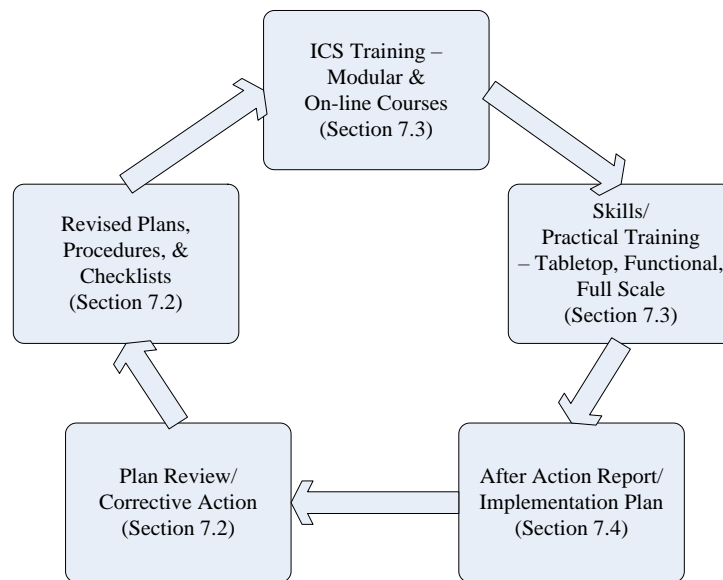 ICS Training –
Modular &
On-line Courses
(Section 7.3)
Skills/
Practical Training
– Tabletop, Functional,
Full Scale
(Section 7.3)
After Action Report/
Implementation Plan
(Section 7.4)
Plan Review/
Corrective Action
(Section 7.2)
Revised Plans,
Procedures, &
Checklists
(Section 7.2)